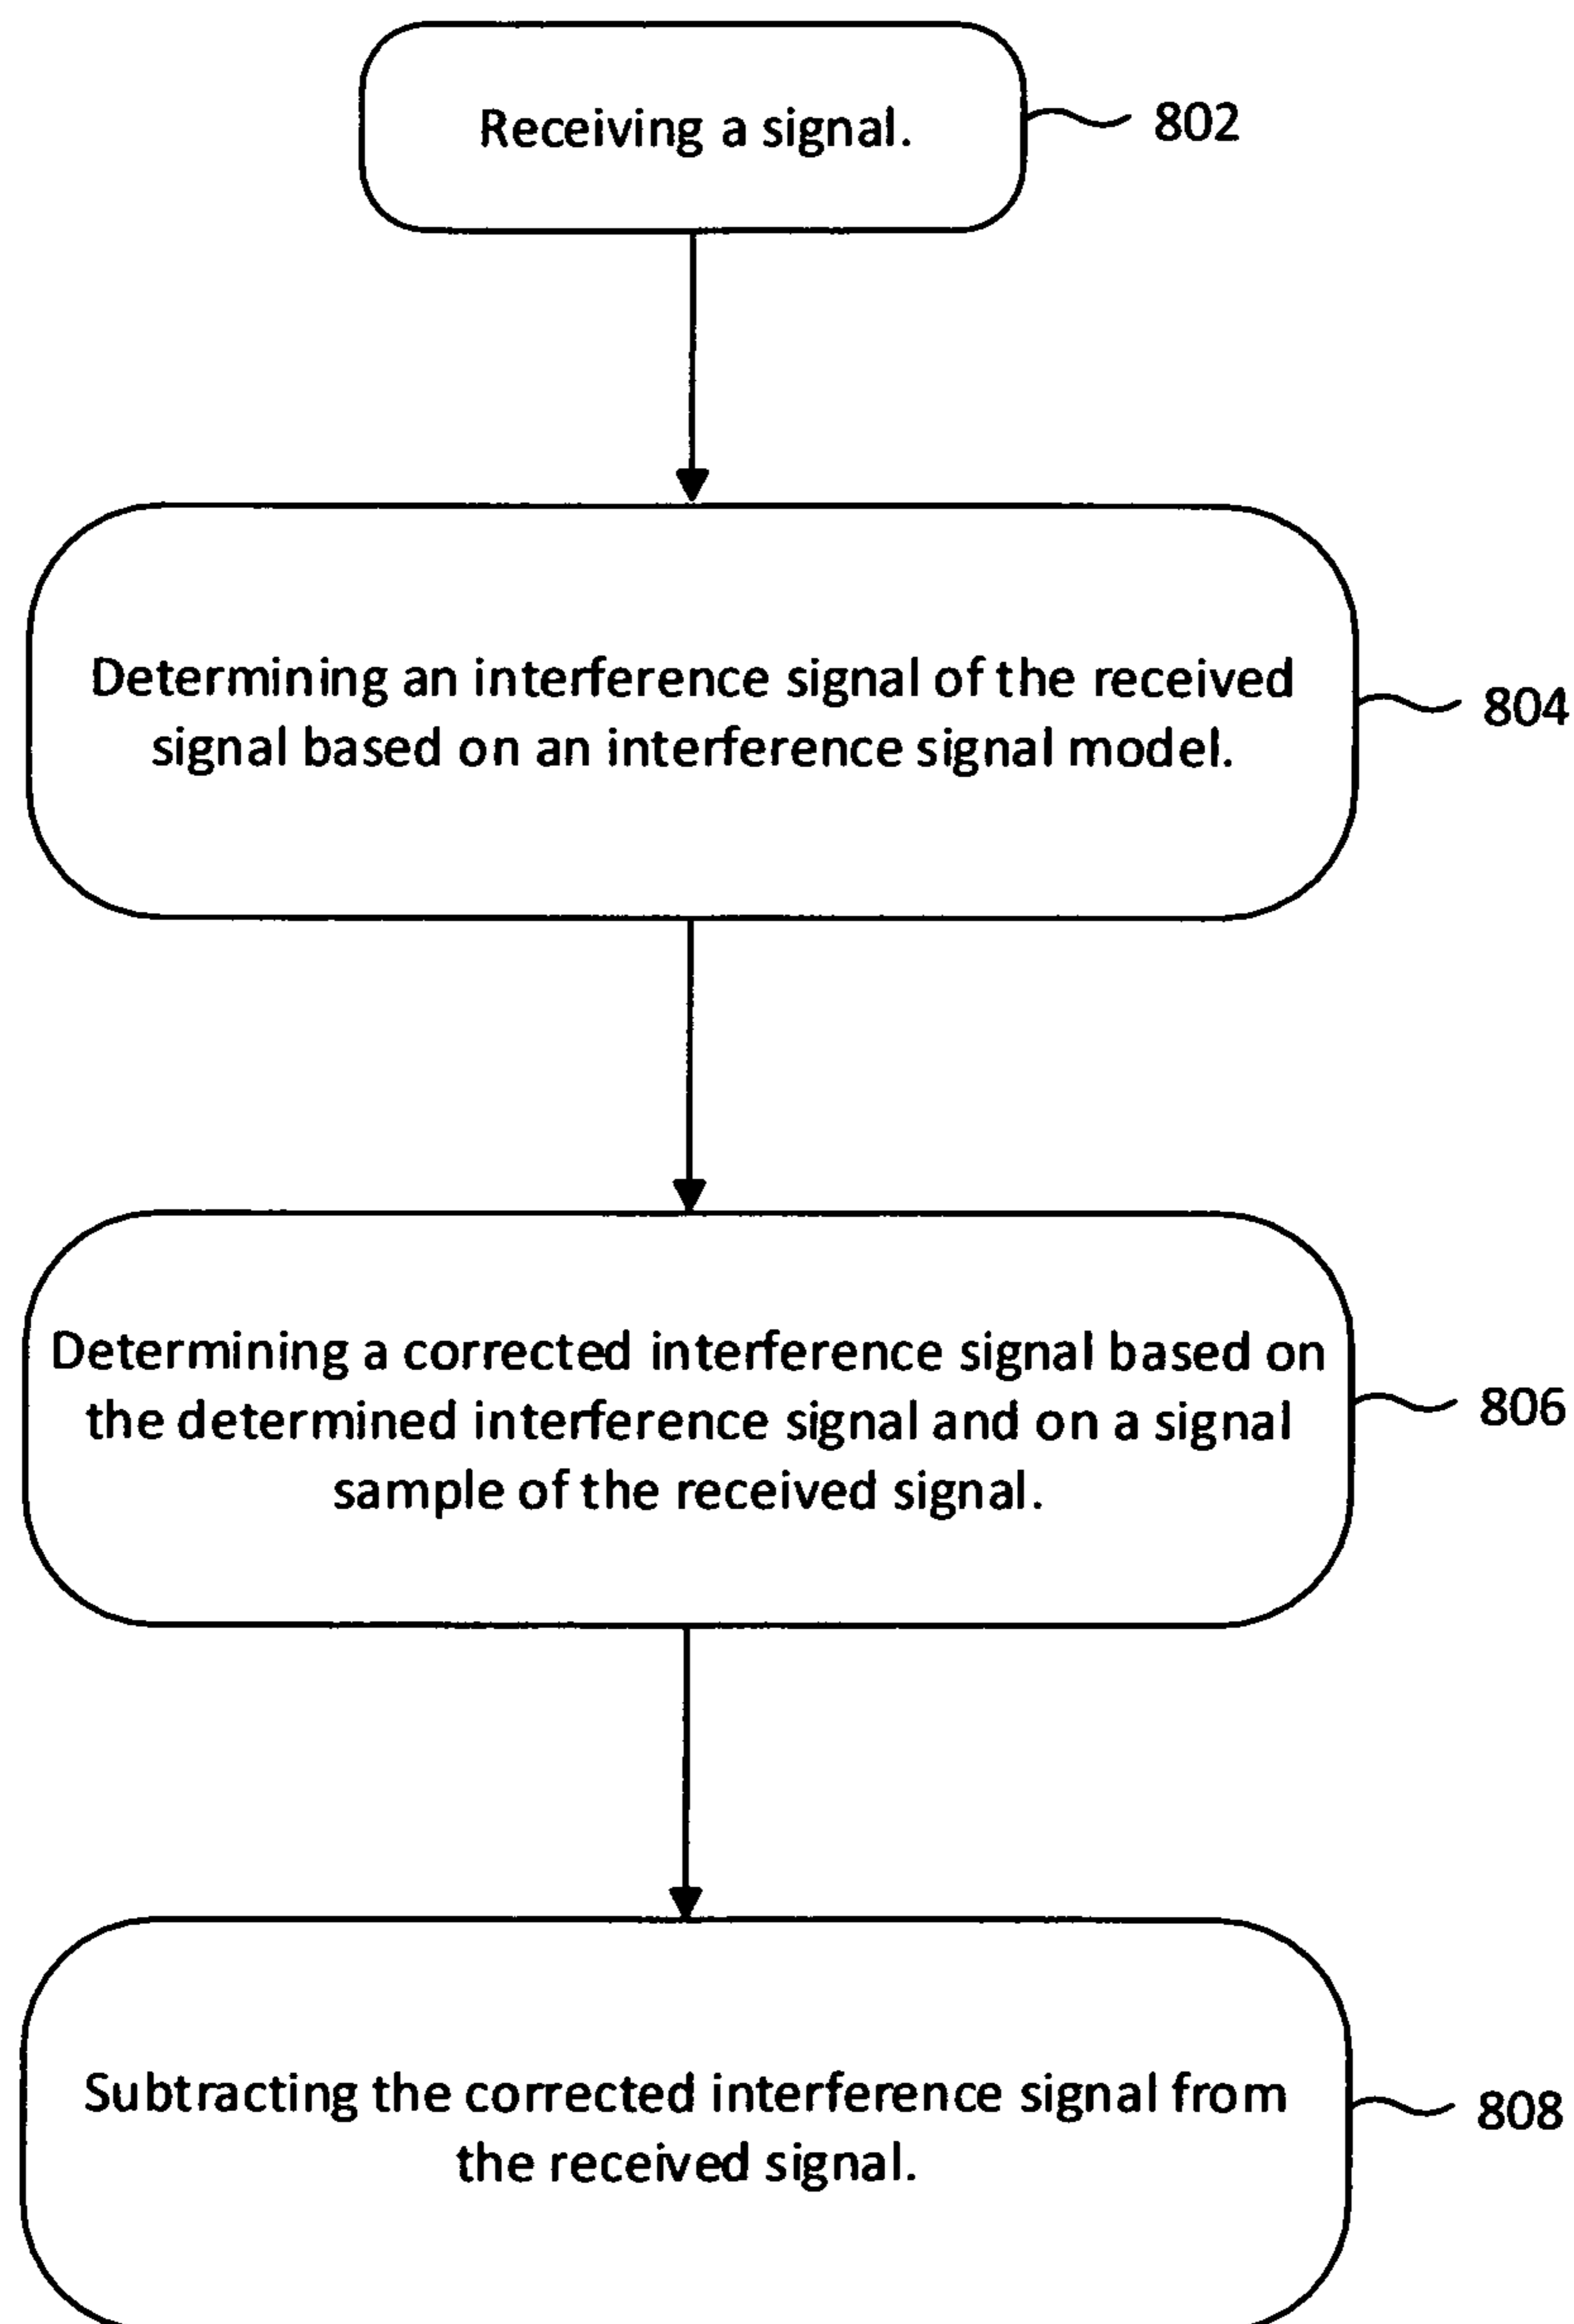 Receiving a signal.
802
Determining an interference signal of the received
signal based on an interference signal model.
804
Determining a corrected interference signal based on
the determined interference signal and on a signal
sample of the received signal.
806
Subtracting the corrected interference signal from
the received signal.
808